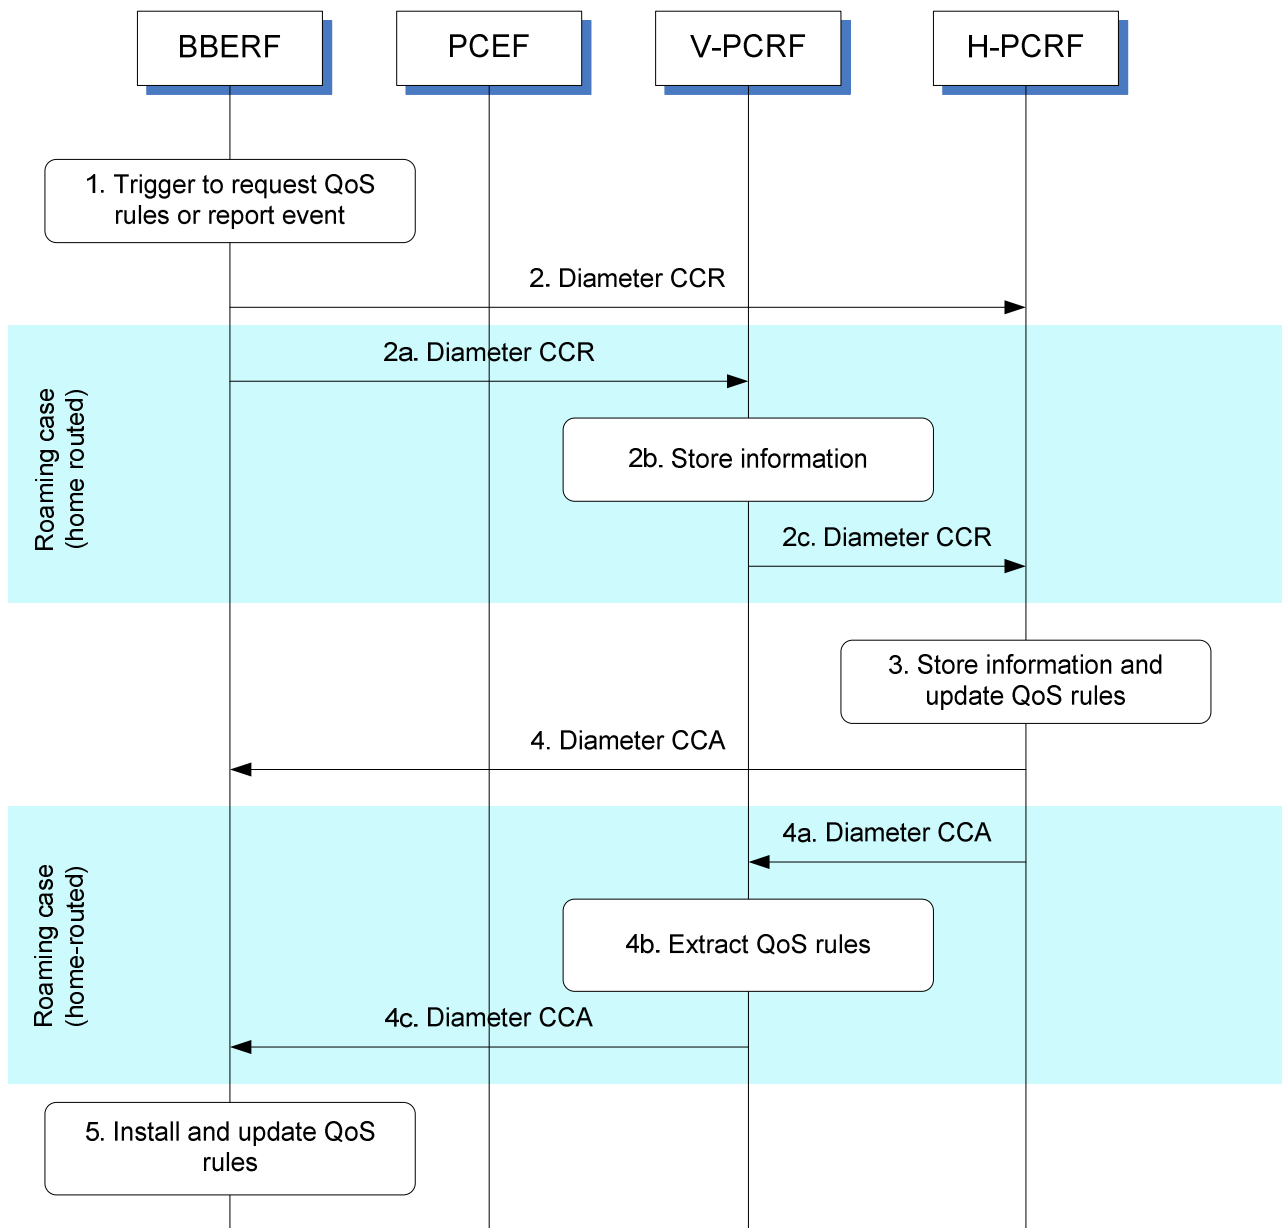 BBERF
PCEF
V-PCRF
H-PCRF
1. Trigger to request QoS
rules or report event
2. Diameter CCR
2a. Diameter CCR
Roaming case
(home routed)
2b. Store information
2c. Diameter CCR
3. Store information and
update QoS rules
4. Diameter CCA
4a. Diameter CCA
Roaming case
(home-routed)
4b. Extract QoS rules
4c. Diameter CCA
5. Install and update QoS
rules